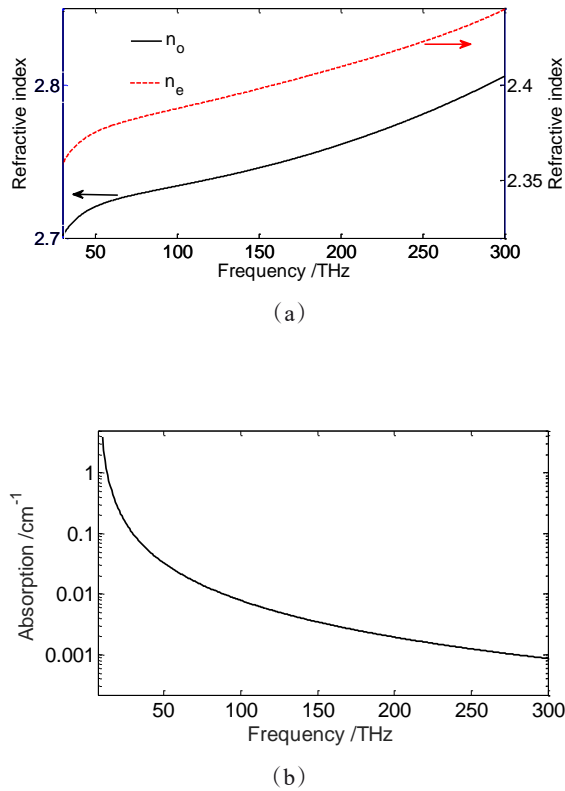 Refractive index
2.8
2.7
n_o
n_e
2.4
2.35
Refractive index
50 100 150 200 250 300
Frequency /THz
(a)
Absorption /cm⁻¹
1
0.1
0.01
0.001
50 100 150 200 250 300
Frequency /THz
(b)